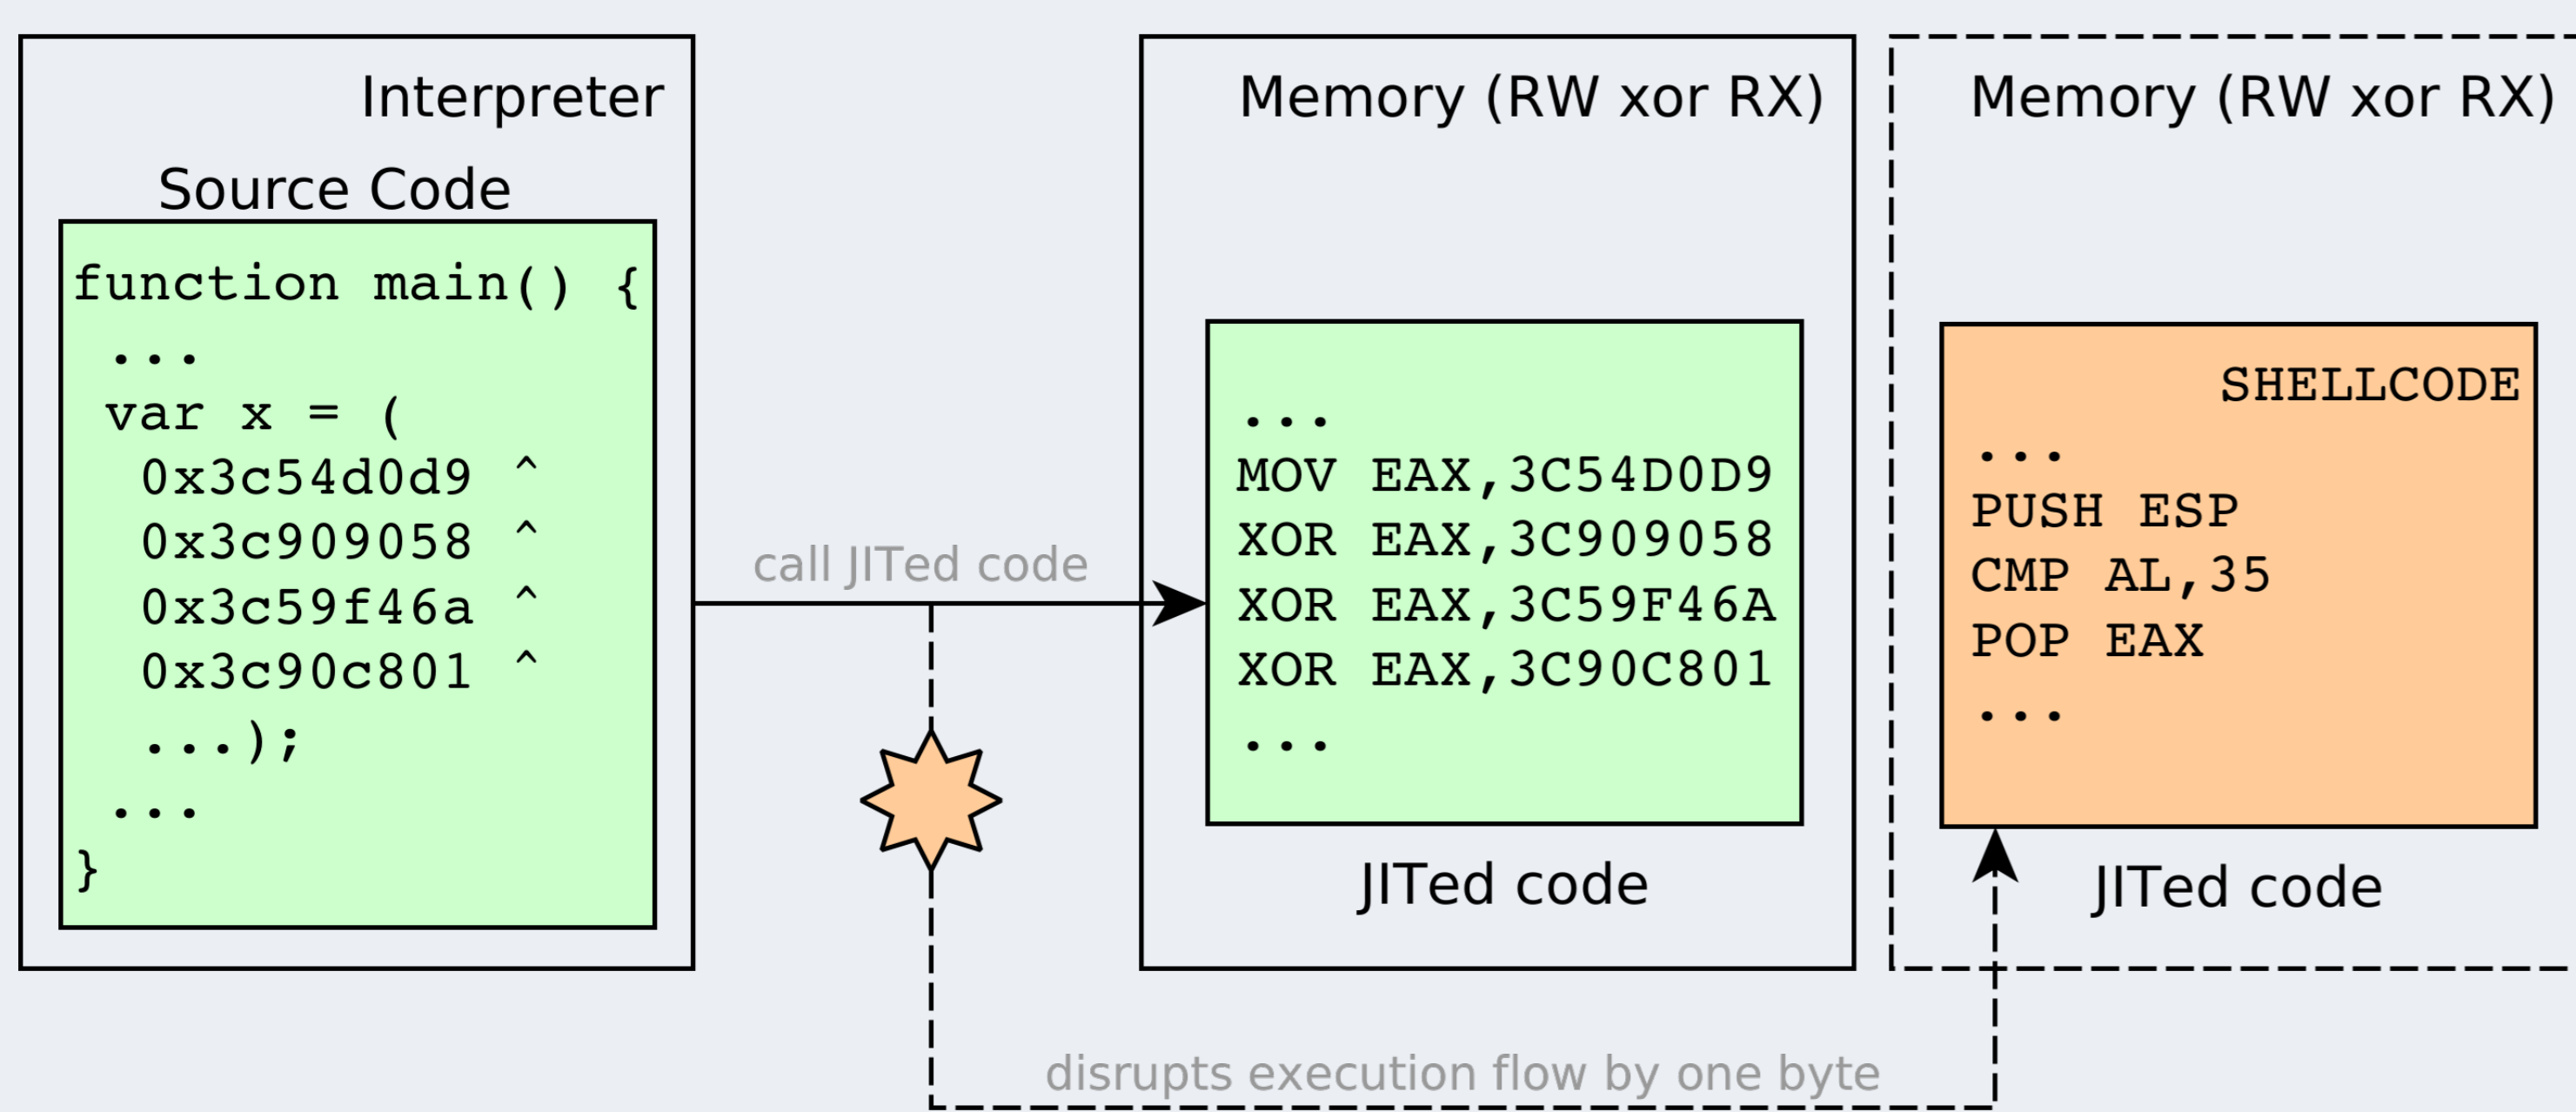 Interpreter
Source Code
function main() {
...
var x = (
0x3c54d0d9 ^
0x3c909058 ^
0x3c59f46a ^
0x3c90c801 ^
...);
...
}
call JITed code
disrupts execution flow by one byte
Memory (RW xor RX)
...
MOV EAX,3C54D0D9
XOR EAX,3C909058
XOR EAX,3C59F46A
XOR EAX,3C90C801
...
JITed code
Memory (RW xor RX)
SHELLCODE
...
PUSH ESP
CMP AL,35
POP EAX
...
JITed code